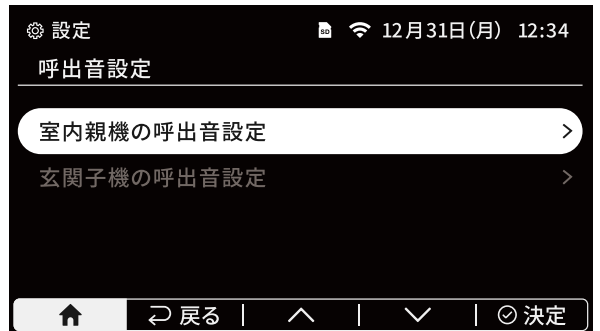 設定 SD 12月31日(月) 12:34
呼出音設定
室内親機の呼出音設定
玄関子機の呼出音設定
戻る 決定